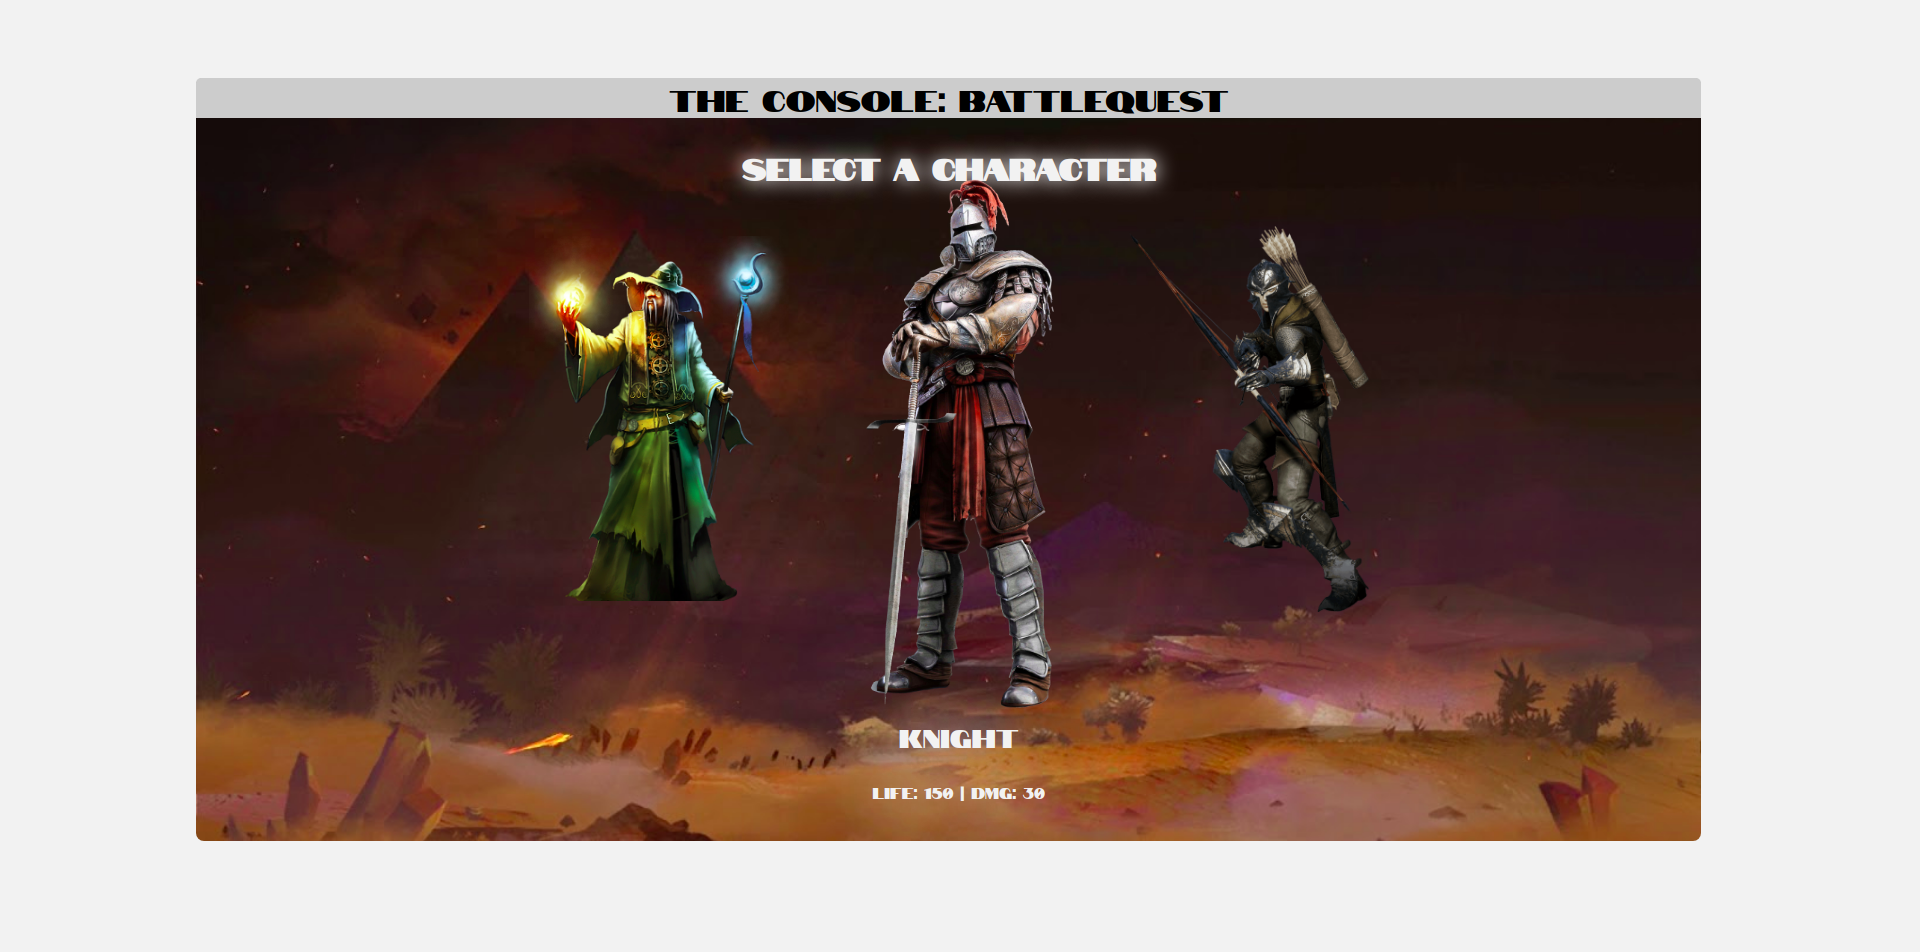 THE CONSOLE: BATTLEQUEST
SELECT A CHARACTER
KNIGHT
LIFE: 150 | DMG: 30